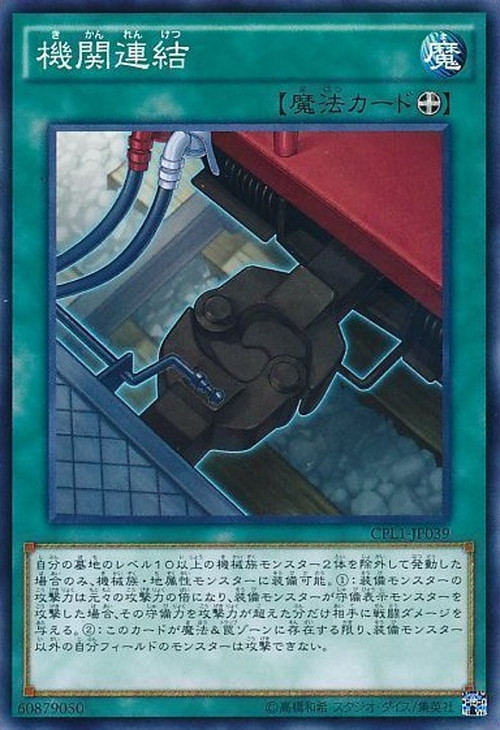 きかんれんけつ
機関連結
魔
【魔法カード】
CPL1-JP039
自分の墓地のレベル10以上の機械族モンスター2体を除外して発動した
場合のみ、機械族・地属性モンスターに装備可能。①:装備モンスターの
攻撃力は元々の攻撃力の倍になり、装備モンスターが守備表示モンスター
を攻撃した場合、その守備力を攻撃力が超えた分だけ相手に戦闘ダメージ
を与える。②:このカードが魔法&罠ゾーンに存在する限り、装備モンスター
以外の自分フィールドのモンスターは攻撃できない。
60879050
©高橋和希 スタジオ・ダイス/集英社